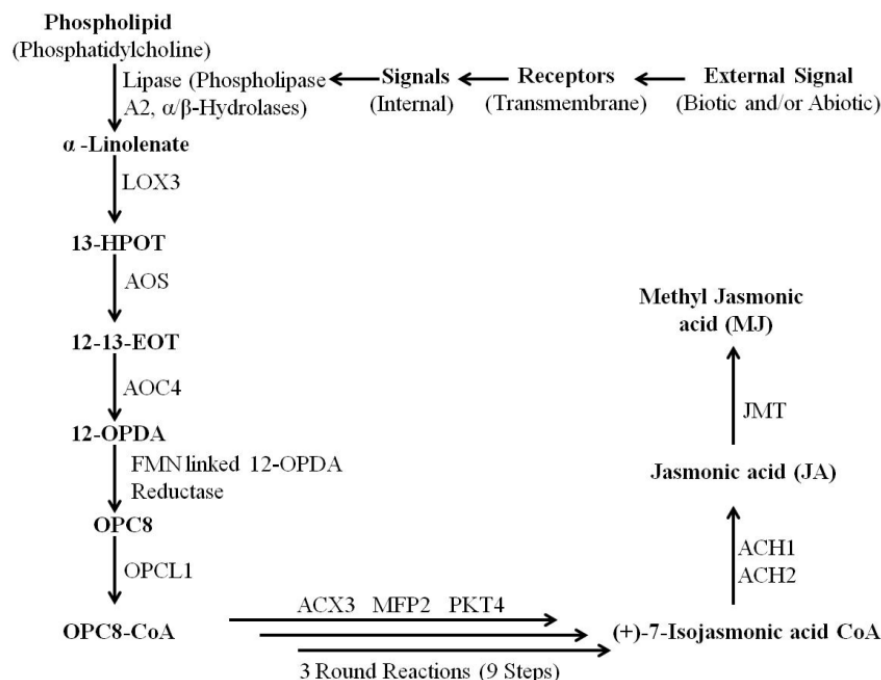 Phospholipid
(Phosphatidylcholine)
Lipase (Phospholipase
A2, α/β-Hydrolases)
Signals
(Internal)
Receptors
(Transmembrane)
External Signal
(Biotic and/or Abiotic)
α -Linolenate
LOX3
13-HPOT
AOS
12-13-EOT
AOC4
12-OPDA
FMN linked 12-OPDA
Reductase
OPC8
OPCL1
OPC8-CoA
ACX3 MFP2 PKT4
3 Round Reactions (9 Steps)
(+)-7-Isojasmonic acid CoA
ACH1
ACH2
Jasmonic acid (JA)
JMT
Methyl Jasmonic
acid (MJ)